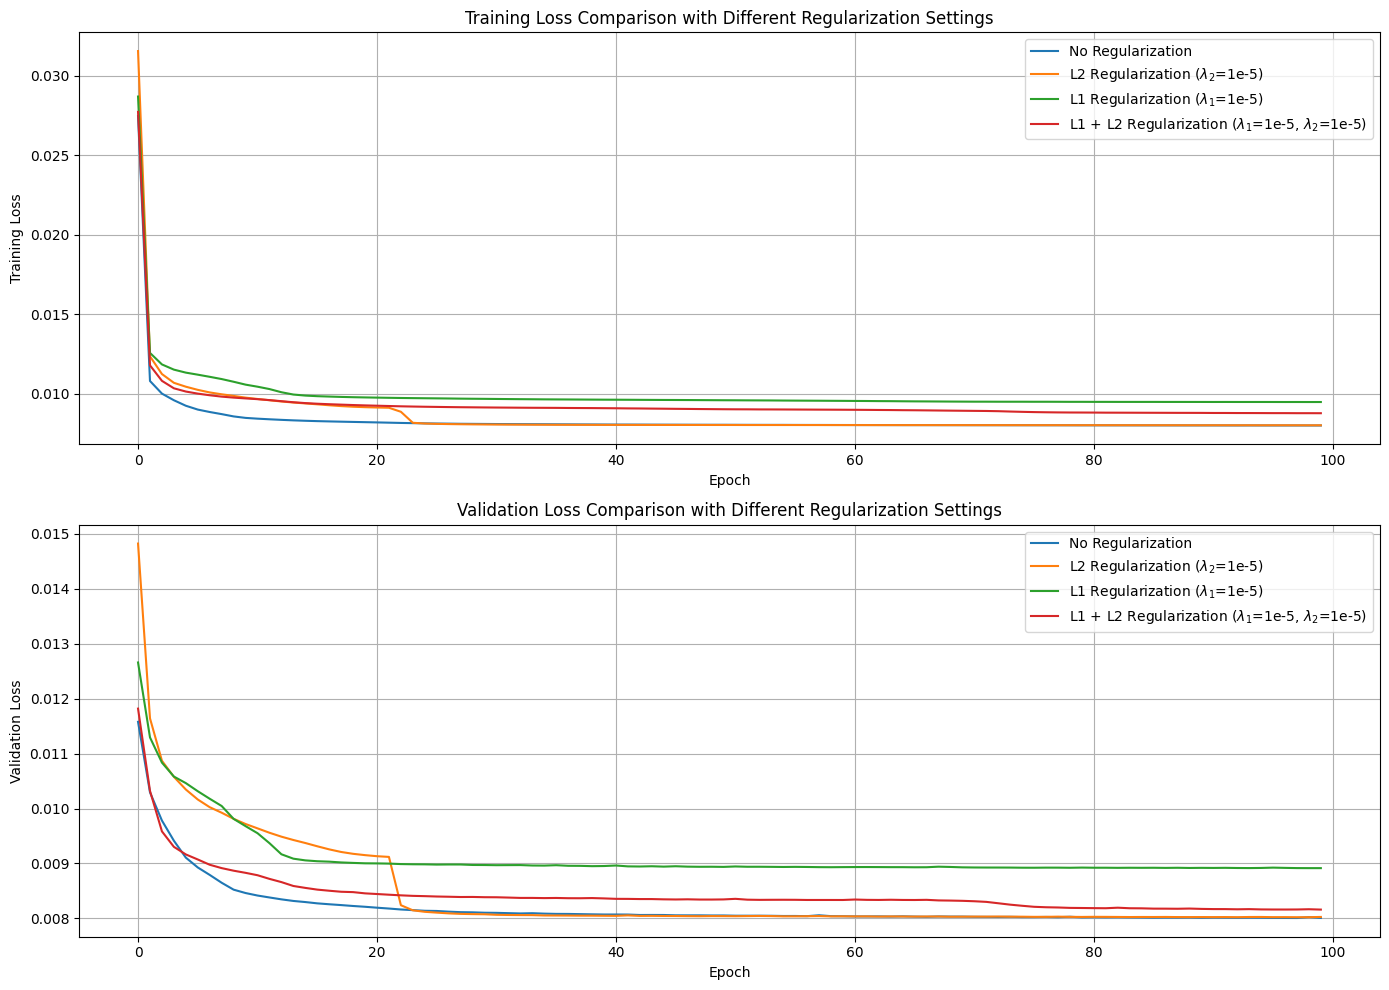 Training Loss Comparison with Different Regularization Settings
Training Loss
0.030
0.025
0.020
0.015
0.010
No Regularization
L2 Regularization (λ₂=1e-5)
L1 Regularization (λ₁=1e-5)
L1 + L2 Regularization (λ₁=1e-5, λ₂=1e-5)
0 20 40 60 80 100
Epoch
Validation Loss Comparison with Different Regularization Settings
Validation Loss
0.015
0.014
0.013
0.012
0.011
0.010
0.009
0.008
No Regularization
L2 Regularization (λ₂=1e-5)
L1 Regularization (λ₁=1e-5)
L1 + L2 Regularization (λ₁=1e-5, λ₂=1e-5)
0 20 40 60 80 100
Epoch